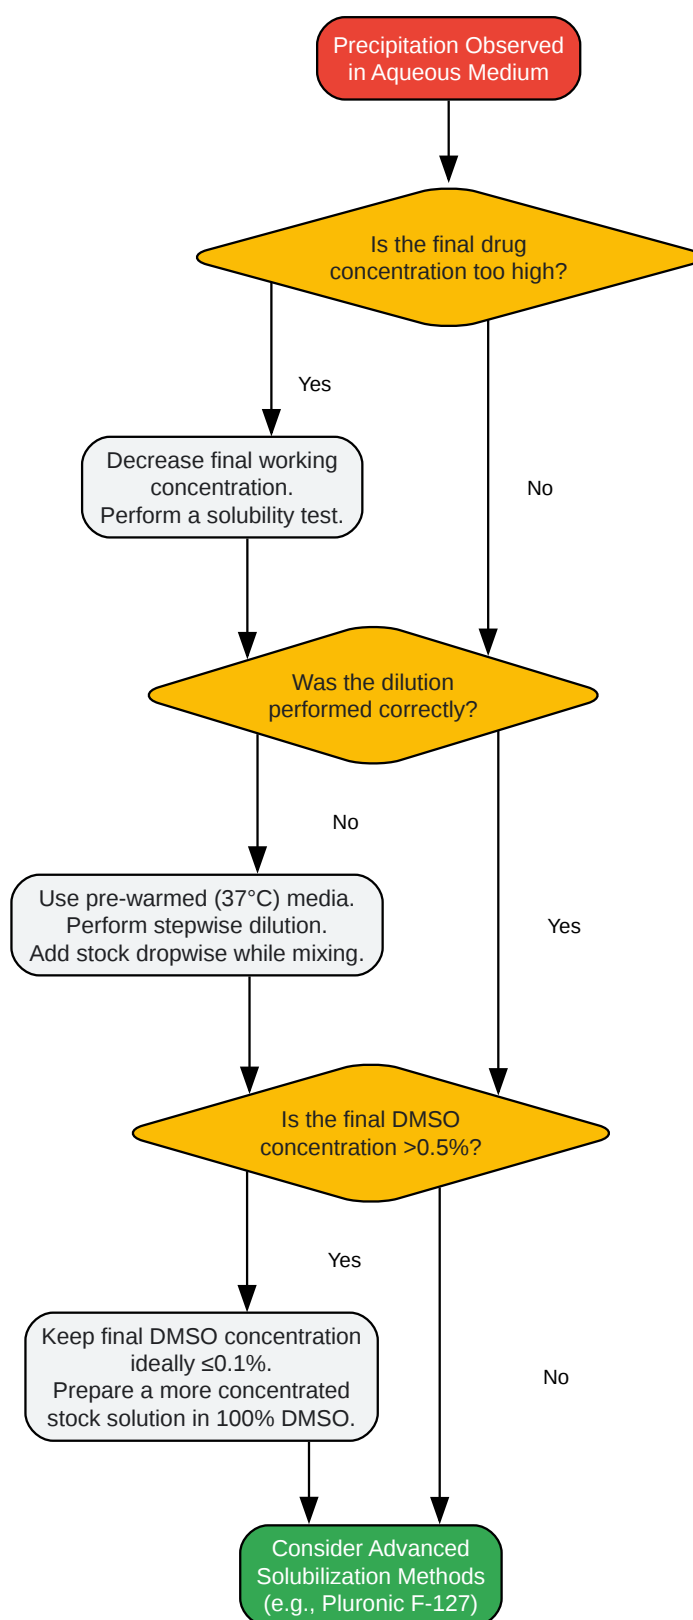 Precipitation Observed
in Aqueous Medium
Is the final drug
concentration too high?
Yes
Decrease final working
concentration.
Perform a solubility test.
No
Was the dilution
performed correctly?
No
Use pre-warmed (37°C) media.
Perform stepwise dilution.
Add stock dropwise while mixing.
Yes
Is the final DMSO
concentration >0.5%?
Yes
Keep final DMSO concentration
ideally ≤0.1%.
Prepare a more concentrated
stock solution in 100% DMSO.
No
Consider Advanced
Solubilization Methods
(e.g., Pluronic F-127)